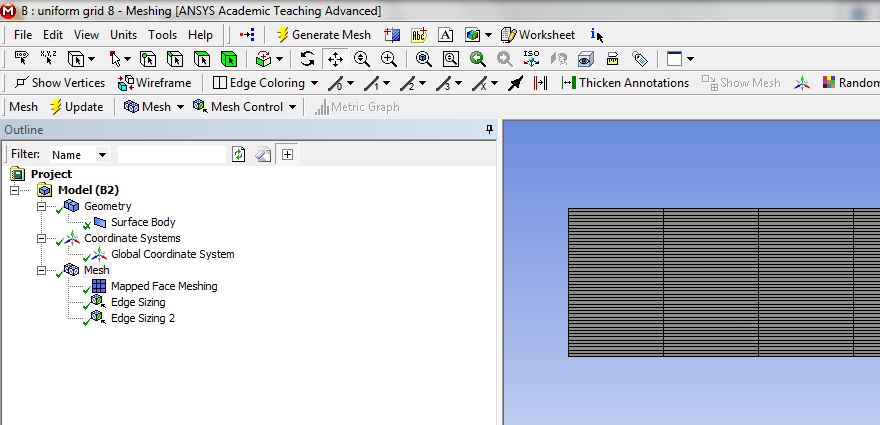 B : uniform grid 8 - Meshing [ANSYS Academic Teaching Advanced]
File Edit View Units Tools Help Generate Mesh Worksheet
Show Vertices Wireframe Edge Coloring Thicken Annotations Show Mesh Random
Mesh Update Mesh Mesh Control Metric Graph
Outline
Filter: Name
Project
Model (B2)
Geometry
Surface Body
Coordinate Systems
Global Coordinate System
Mesh
Mapped Face Meshing
Edge Sizing
Edge Sizing 2